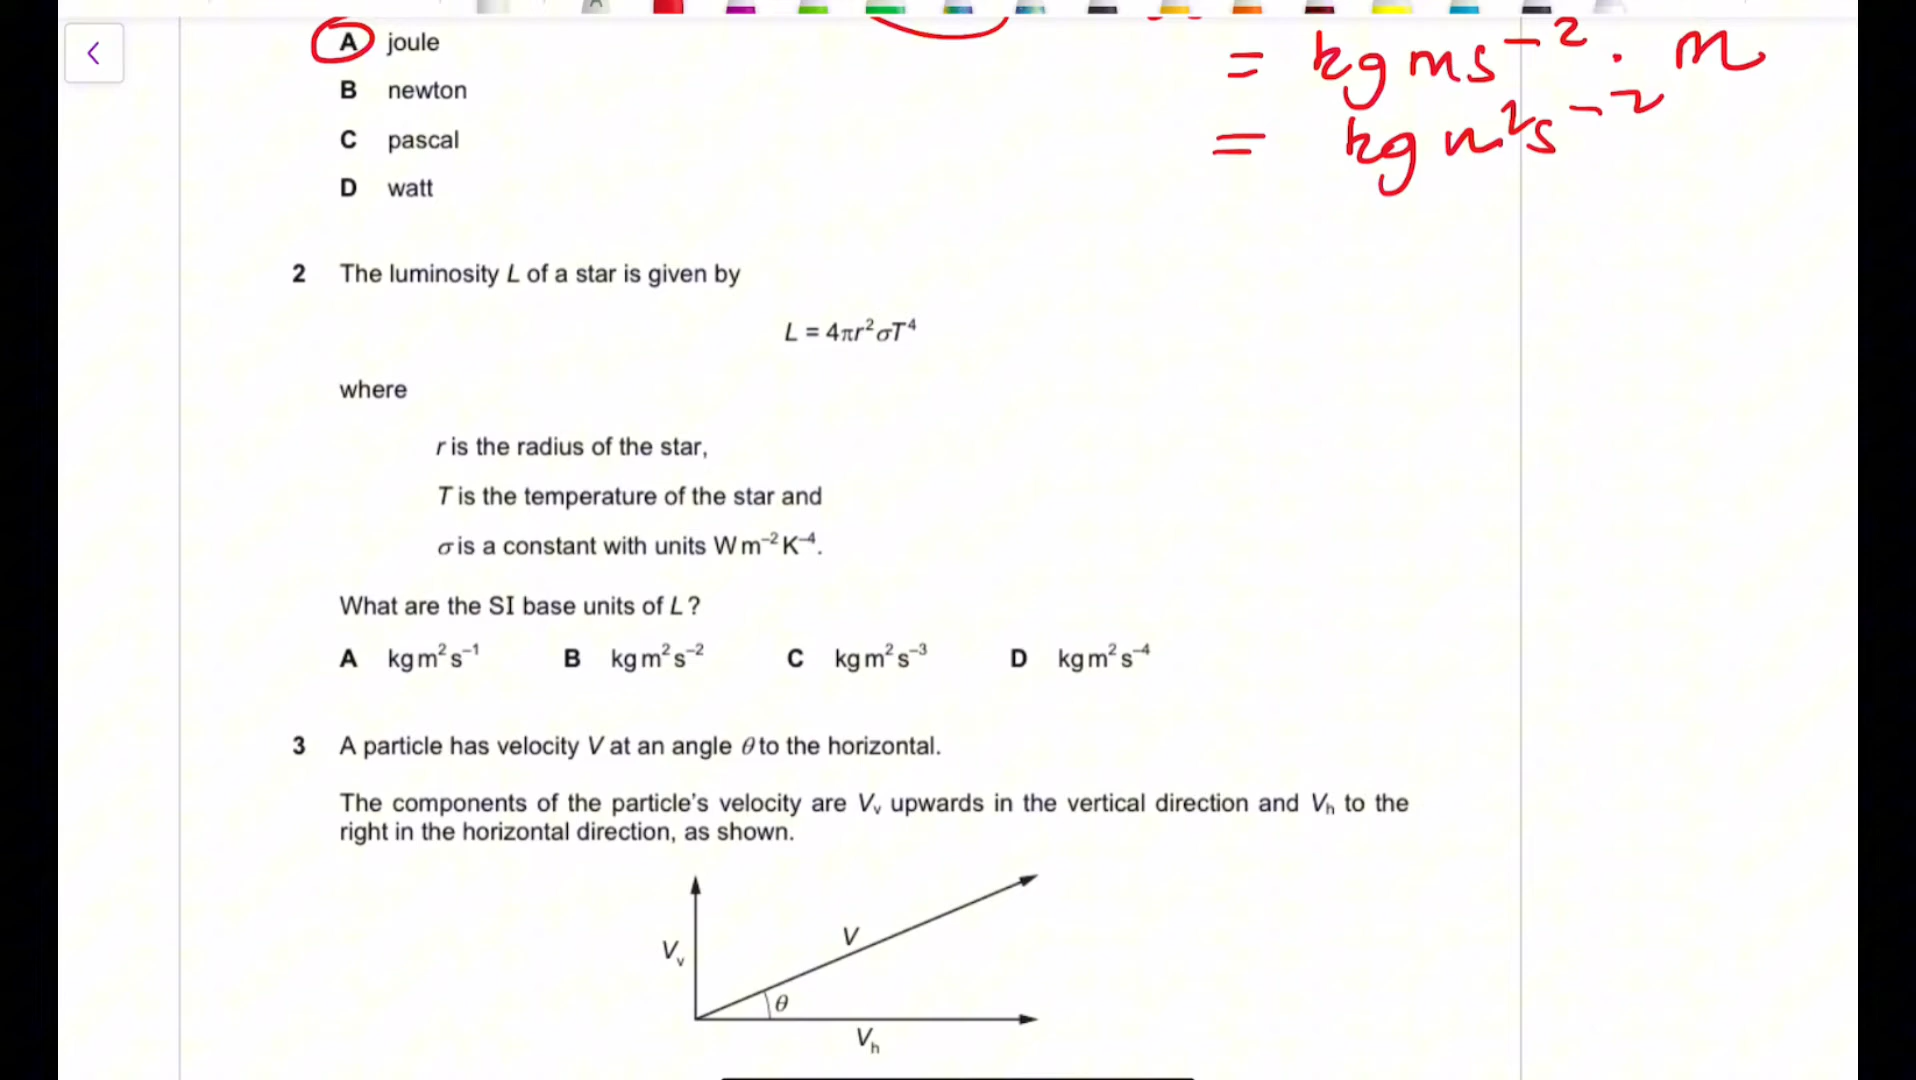 A joule
= kg ms⁻² . m
B newton
= kg m²s⁻²
C pascal
D watt
2 The luminosity L of a star is given by
L = 4πr²σT⁴
where
r is the radius of the star,
T is the temperature of the star and
σ is a constant with units W m⁻² K⁻⁴.
What are the SI base units of L?
A kg m² s⁻¹ B kg m² s⁻² C kg m² s⁻³ D kg m² s⁻⁴
3 A particle has velocity V at an angle θ to the horizontal.
The components of the particle's velocity are Vᵥ upwards in the vertical direction and Vₕ to the
right in the horizontal direction, as shown.
V
Vᵥ
θ
Vₕ